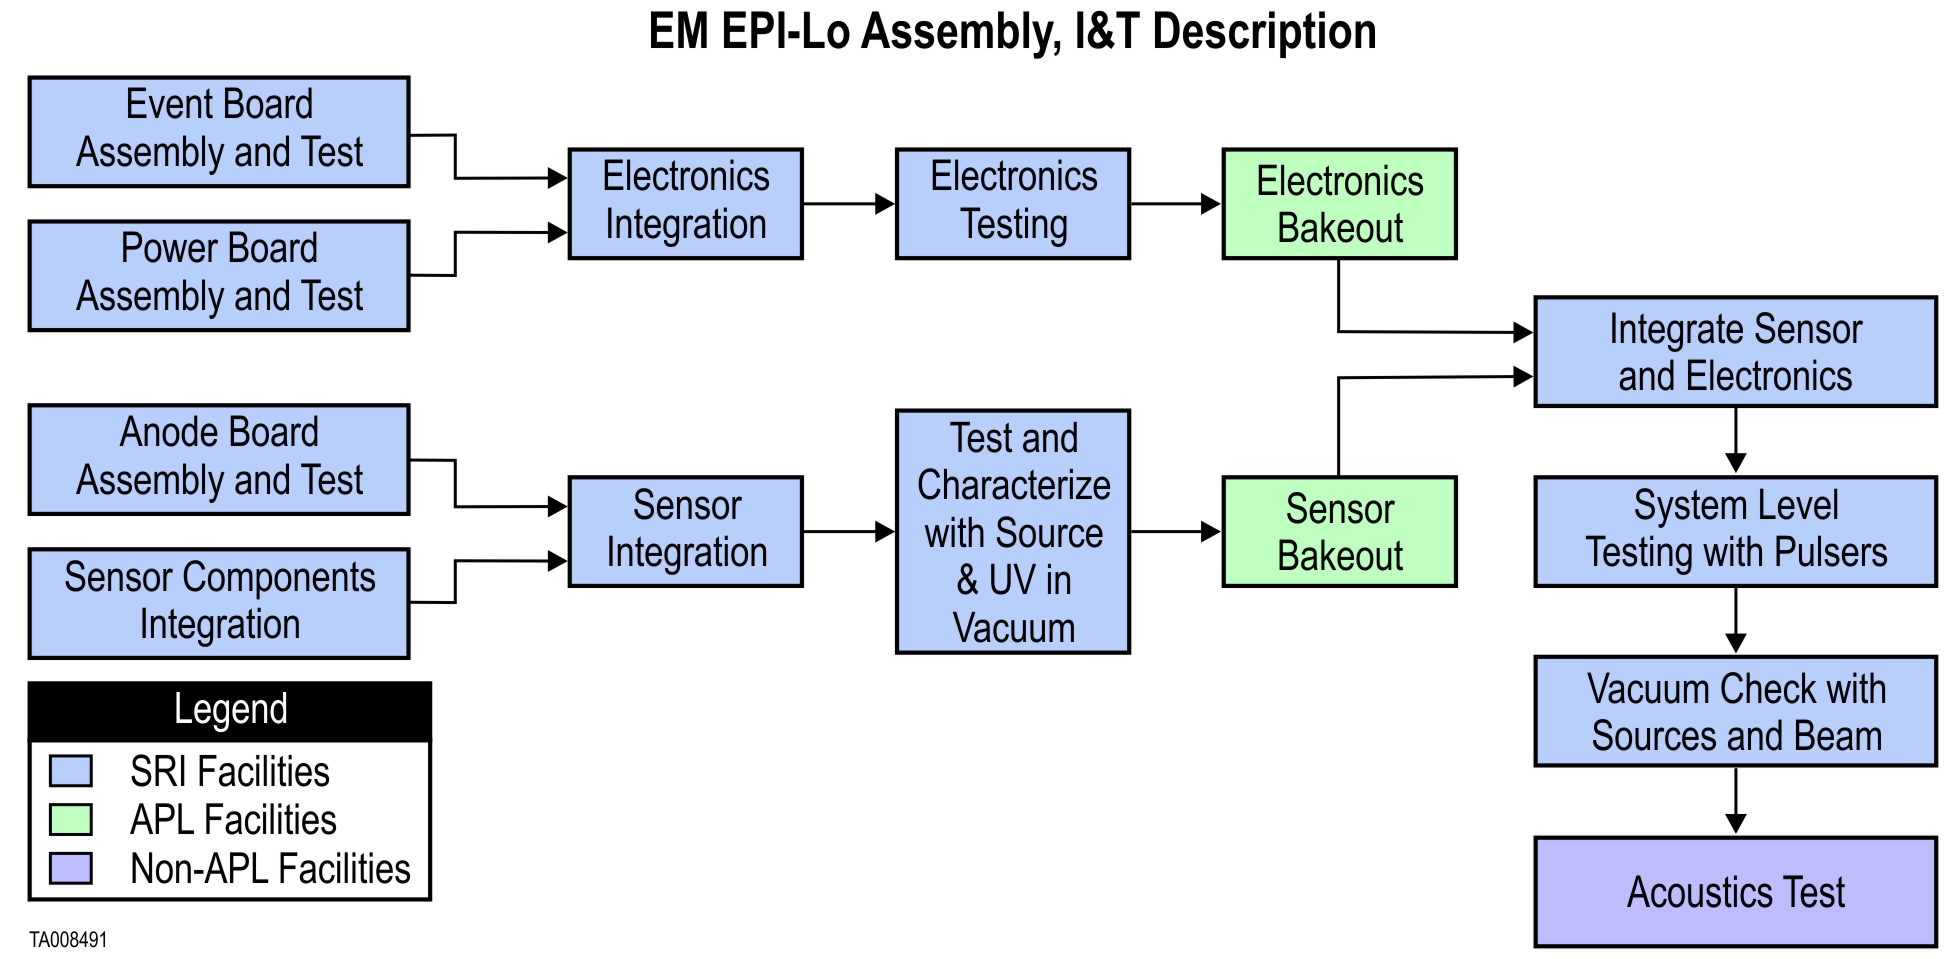 EM EPI-Lo Assembly, I&T Description
Event Board
Assembly and Test
Power Board
Assembly and Test
Electronics
Integration
Electronics
Testing
Electronics
Bakeout
Anode Board
Assembly and Test
Sensor Components
Integration
Sensor
Integration
Test and
Characterize
with Source
& UV in
Vacuum
Sensor
Bakeout
Integrate Sensor
and Electronics
System Level
Testing with Pulsers
Vacuum Check with
Sources and Beam
Acoustics Test
Legend
SRI Facilities
APL Facilities
Non-APL Facilities
TA008491